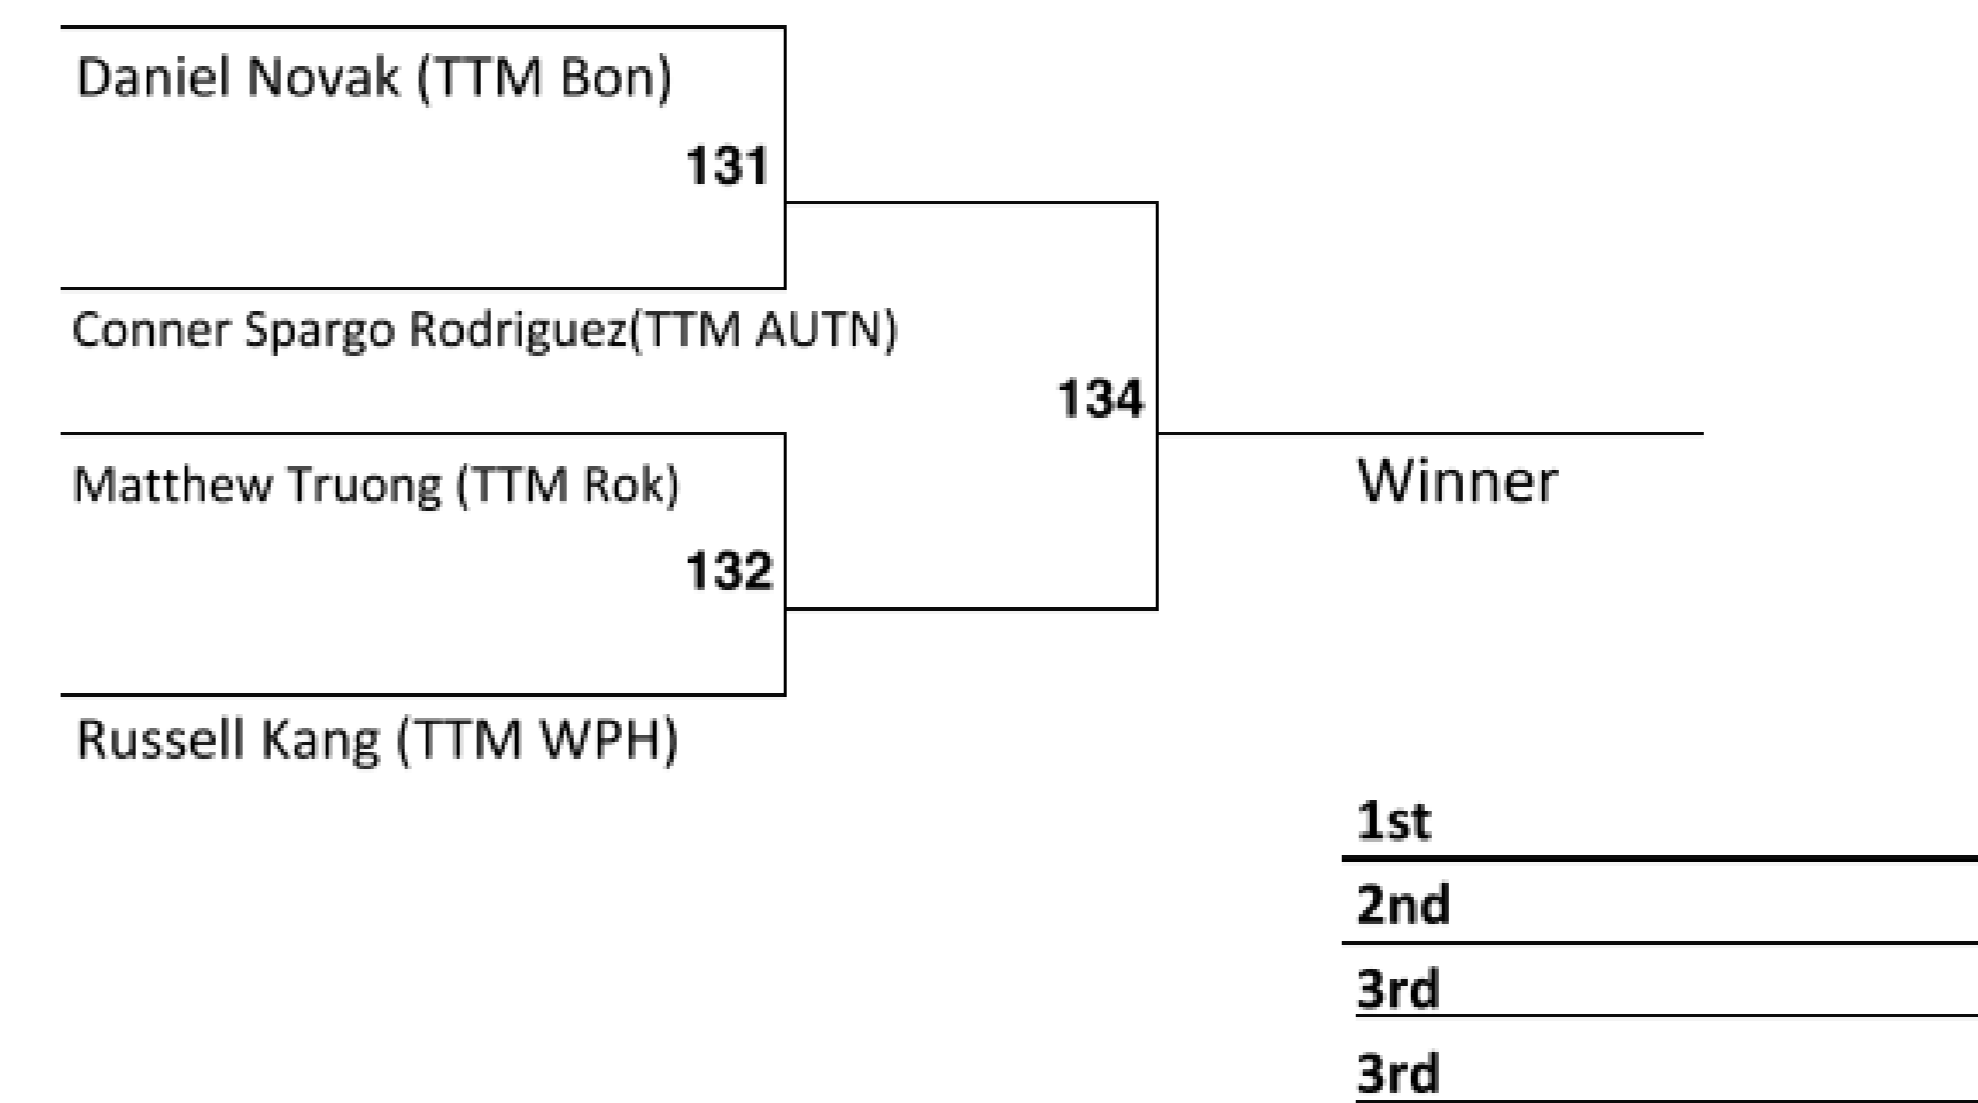 Daniel Novak (TTM Bon)
131
Conner Spargo Rodriguez(TTM AUTN)
134
Matthew Truong (TTM Rok)
Winner
132
Russell Kang (TTM WPH)
1st
2nd
3rd
3rd